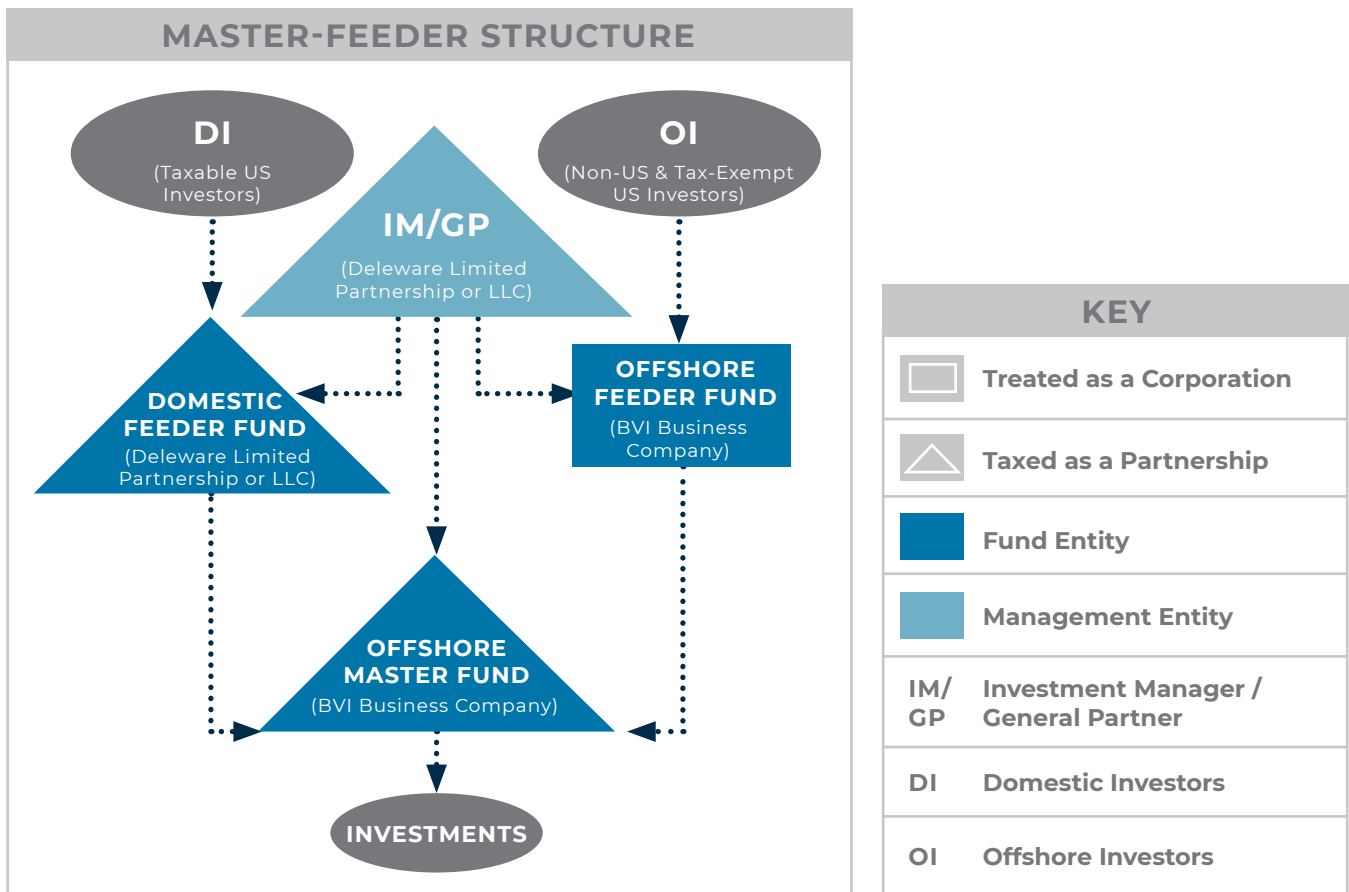 MASTER-FEEDER STRUCTURE
DI
(Taxable US
Investors)
IM/GP
(Deleware Limited
Partnership or LLC)
OI
(Non-US & Tax-Exempt
US Investors)
DOMESTIC
FEEDER FUND
(Deleware Limited
Partnership or LLC)
OFFSHORE
FEEDER FUND
(BVI Business
Company)
OFFSHORE
MASTER FUND
(BVI Business Company)
INVESTMENTS
KEY
Treated as a Corporation
Taxed as a Partnership
Fund Entity
Management Entity
IM/ Investment Manager /
GP General Partner
DI Domestic Investors
OI Offshore Investors